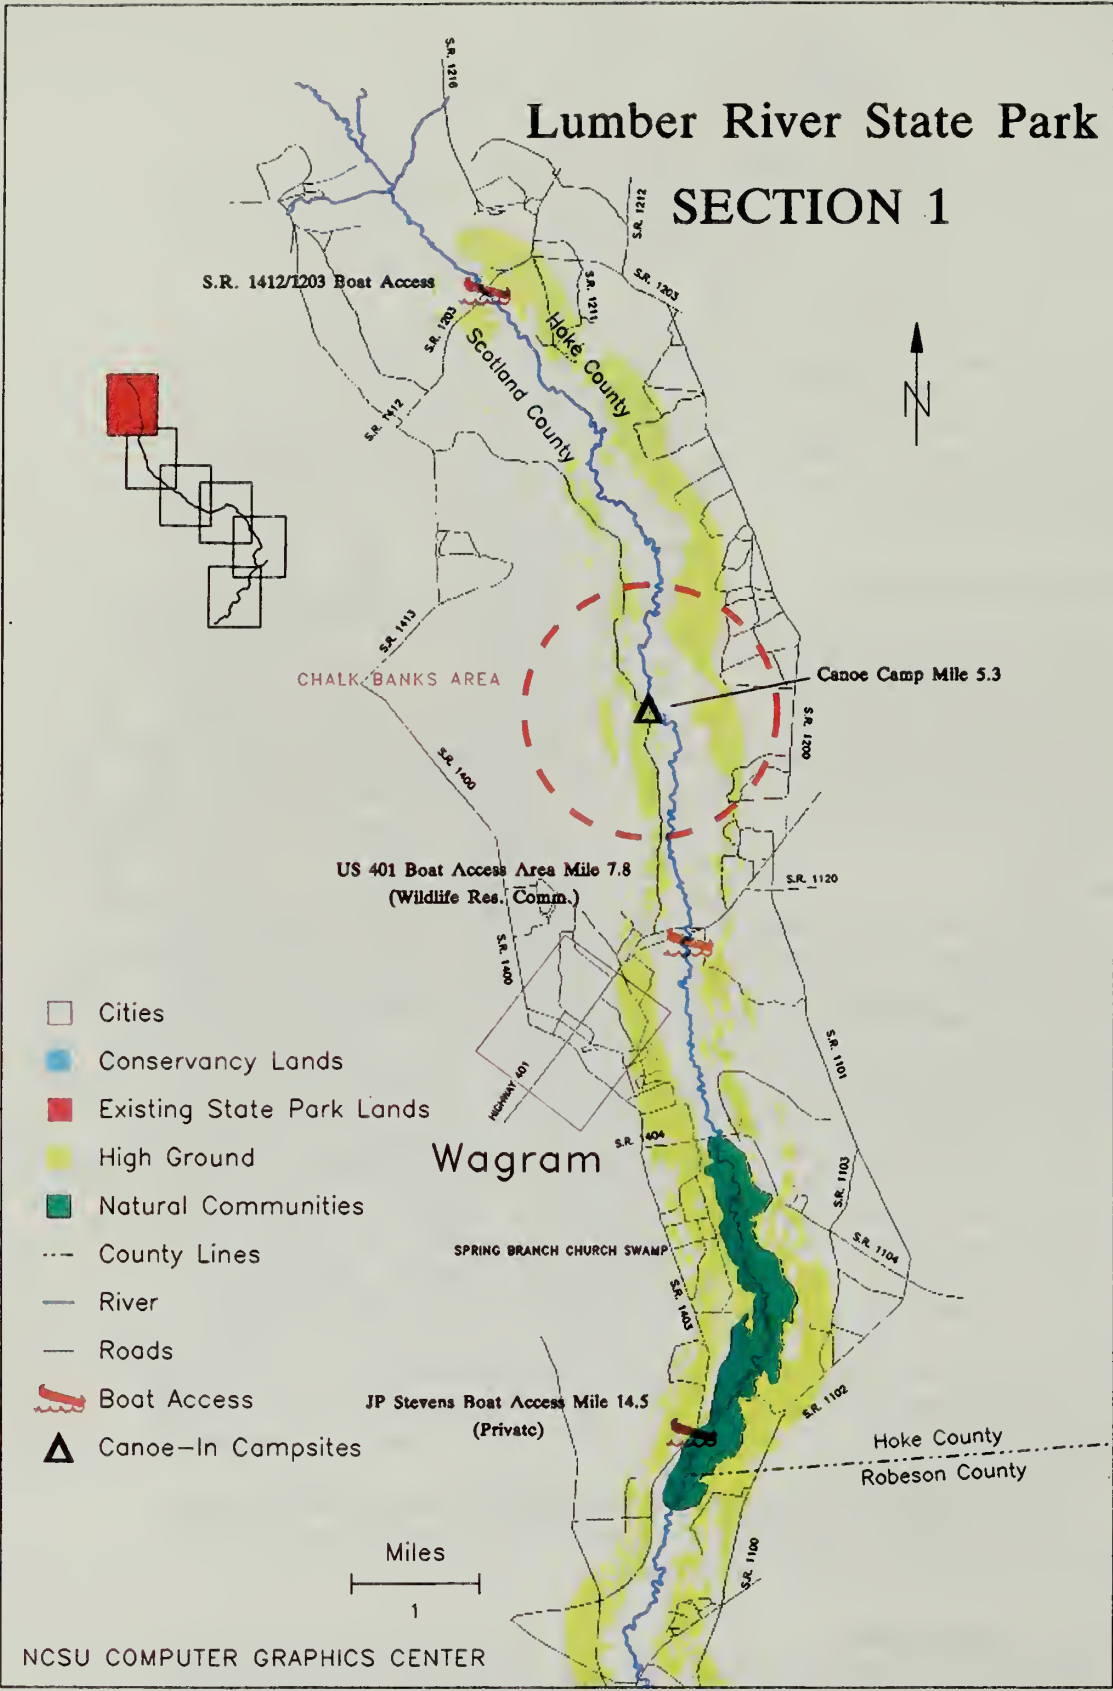 S.R. 1216
Lumber River State Park
SECTION 1
S.R. 1212
S.R. 1412/1203 Boat Access
S.R. 1203
S.R. 1211
S.R. 1203
Hoke County
Scotland County
N
S.R. 1412
S.R. 1413
CHALK BANKS AREA
Canoe Camp Mile 5.3
S.R. 1200
S.R. 1400
US 401 Boat Access Area Mile 7.8
(Wildlife Res. Comm.)
S.R. 1120
S.R. 1400
Cities
Conservancy Lands
Existing State Park Lands
High Ground
Natural Communities
County Lines
River
Roads
Boat Access
Canoe-In Campsites
HIGHWAY 401
S.R. 1101
Wagram
S.R. 1404
S.R. 1103
SPRING BRANCH CHURCH SWAMP
S.R. 1104
S.R. 1403
JP Stevens Boat Access Mile 14.5
(Private)
S.R. 1102
Hoke County
Robeson County
S.R. 1100
Miles
1
NCSU COMPUTER GRAPHICS CENTER